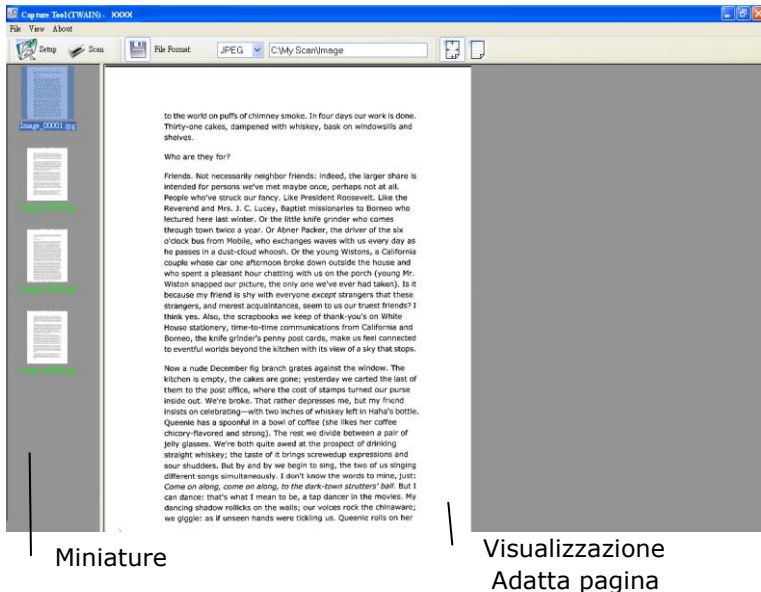 Capture Tool(TWAIN) - XXXX
File View About
Setup Scan File Format: JPEG C:\My Scan\Image
Image_00001.jpg
to the world on puffs of chimney smoke. In four days our work is done.
Thirty-one cakes, dampened with whiskey, bask on windowsills and
shelves.
Who are they for?
Friends. Not necessarily neighbor friends: indeed, the larger share is
intended for persons we've met maybe once, perhaps not at all.
People who've struck our fancy. Like President Roosevelt. Like the
Reverend and Mrs. J. C. Lucey, Baptist missionaries to Borneo who
lectured here last winter. Or the little knife grinder who comes
through town twice a year. Or Abner Packer, the driver of the six
o'clock bus from Mobile, who exchanges waves with us every day as
he passes in a dust-cloud whoosh. Or the young Wistons, a California
couple whose car one afternoon broke down outside the house and
who spent a pleasant hour chatting with us on the porch (young Mr.
Wiston snapped our picture, the only one we've ever had taken). Is it
because my friend is shy with everyone except strangers that these
strangers, and merest acquaintances, seem to us our truest friends? I
think yes. Also, the scrapbooks we keep of thank-you's on White
House stationery, time-to-time communications from California and
Borneo, the knife grinder's penny post cards, make us feel connected
to eventful worlds beyond the kitchen with its view of a sky that stops.
Now a nude December fig branch grates against the window. The
kitchen is empty, the cakes are gone; yesterday we carted the last of
them to the post office, where the cost of stamps turned our purse
inside out. We're broke. That rather depresses me, but my friend
insists on celebrating—with two inches of whiskey left in Haha's bottle.
Queenie has a spoonful in a bowl of coffee (she likes her coffee
chicory-flavored and strong). The rest we divide between a pair of
jelly glasses. We're both quite awed at the prospect of drinking
straight whiskey; the taste of it brings screwedup expressions and
sour shudders. But by and by we begin to sing, the two of us singing
different songs simultaneously. I don't know the words to mine, just:
Come on along, come on along, to the dark-town strutters' ball. But I
can dance: that's what I mean to be, a tap dancer in the movies. My
dancing shadow rollicks on the walls; our voices rock the chinaware;
we giggle: as if unseen hands were tickling us. Queenie rolls on her
Miniature
Visualizzazione
Adatta pagina